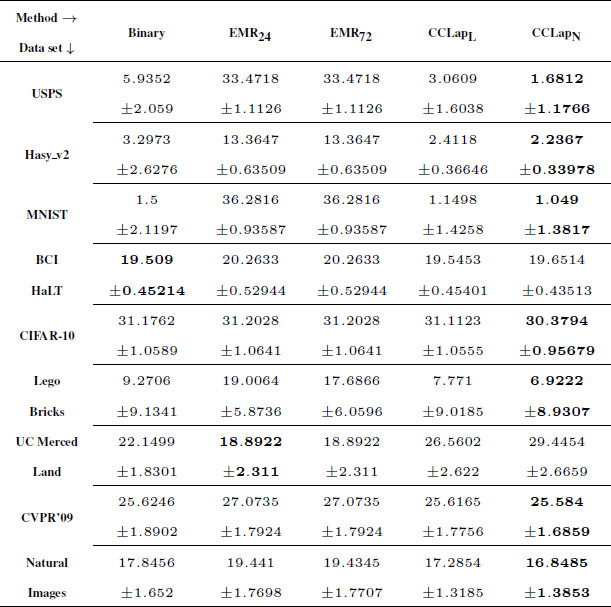 Method →
Data set ↓ Binary EMR24 EMR72 CCLapL CCLapN
USPS 5.9352 33.4718 33.4718 3.0609 1.6812
±2.059 ±1.1126 ±1.1126 ±1.6038 ±1.1766
Hasy_v2 3.2973 13.3647 13.3647 2.4118 2.2367
±2.6276 ±0.63509 ±0.63509 ±0.36646 ±0.33978
MNIST 1.5 36.2816 36.2816 1.1498 1.049
±2.1197 ±0.93587 ±0.93587 ±1.4258 ±1.3817
BCI 19.509 20.2633 20.2633 19.5453 19.6514
HaLT ±0.45214 ±0.52944 ±0.52944 ±0.45401 ±0.43513
CIFAR-10 31.1762 31.2028 31.2028 31.1123 30.3794
±1.0589 ±1.0641 ±1.0641 ±1.0555 ±0.95679
Lego 9.2706 19.0064 17.6866 7.771 6.9222
Bricks ±9.1341 ±5.8736 ±6.0596 ±9.0185 ±8.9307
UC Merced 22.1499 18.8922 18.8922 26.5602 29.4454
Land ±1.8301 ±2.311 ±2.311 ±2.622 ±2.6659
CVPR'09 25.6246 27.0735 27.0735 25.6165 25.584
±1.8902 ±1.7924 ±1.7924 ±1.7756 ±1.6859
Natural 17.8456 19.441 19.4345 17.2854 16.8485
Images ±1.652 ±1.7698 ±1.7707 ±1.3185 ±1.3853